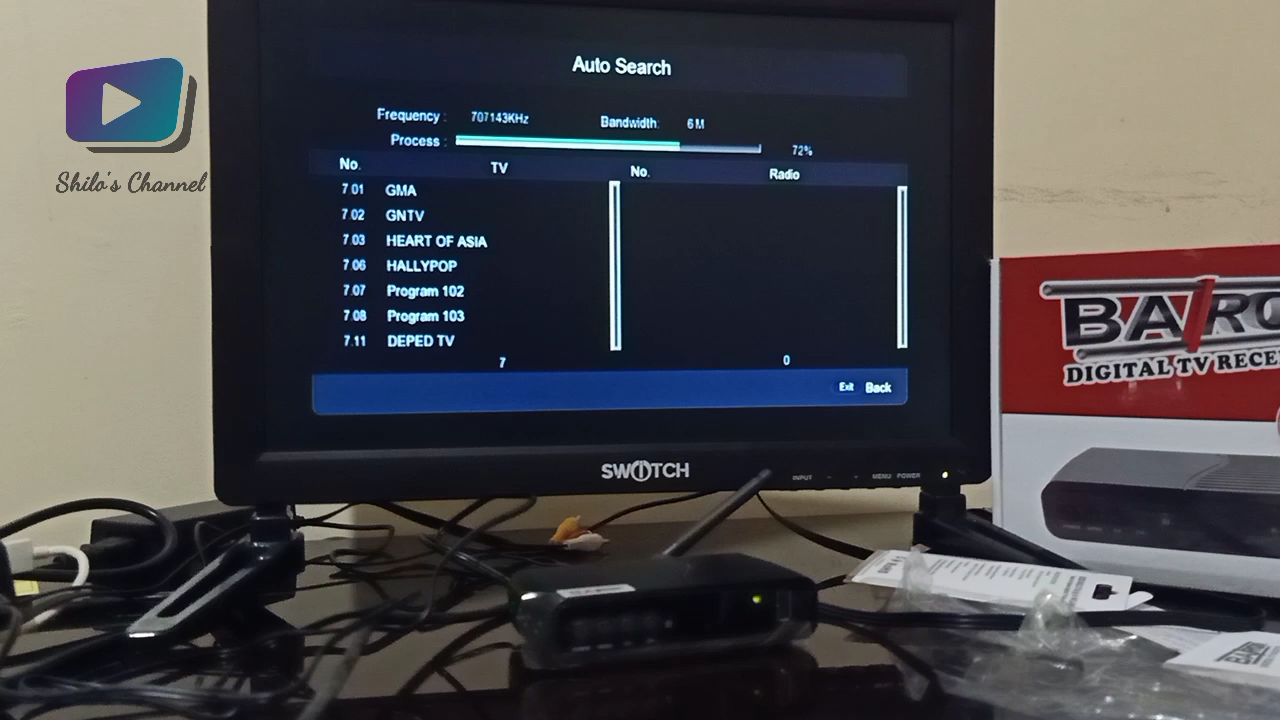 Auto Search
Frequency : 707143KHz Bandwidth: 6M
Process : 72%
No. TV No. Radio
7.01 GMA
7.02 GNTV
7.03 HEART OF ASIA
7.06 HALLYPOP
7.07 Program 102
7.08 Program 103
7.11 DEPED TV
7 0
Exit Back
Shilo's Channel
SWITCH
INPUT - + MENU POWER
DIGITAL TV